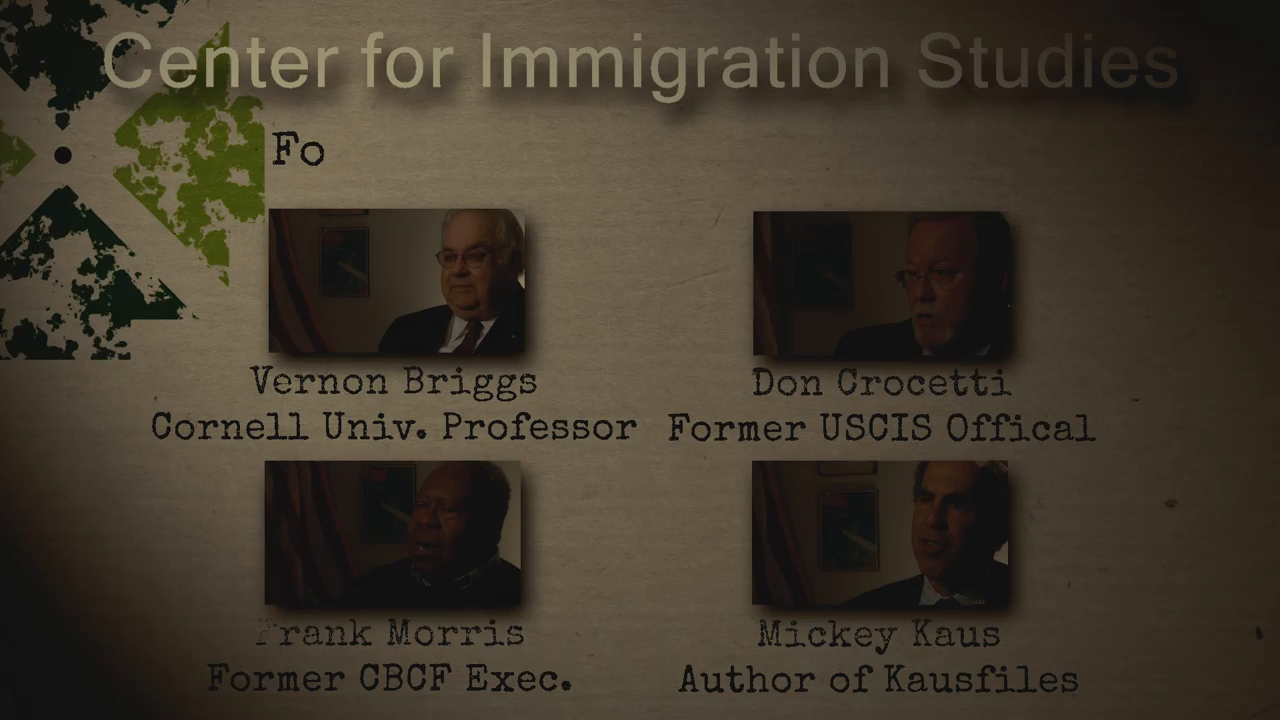 Center for Immigration Studies
Fo
Vernon Briggs
Cornell Univ. Professor
Don Crocetti
Former USCIS Offical
Frank Morris
Former CBCF Exec.
Mickey Kaus
Author of Kausfiles